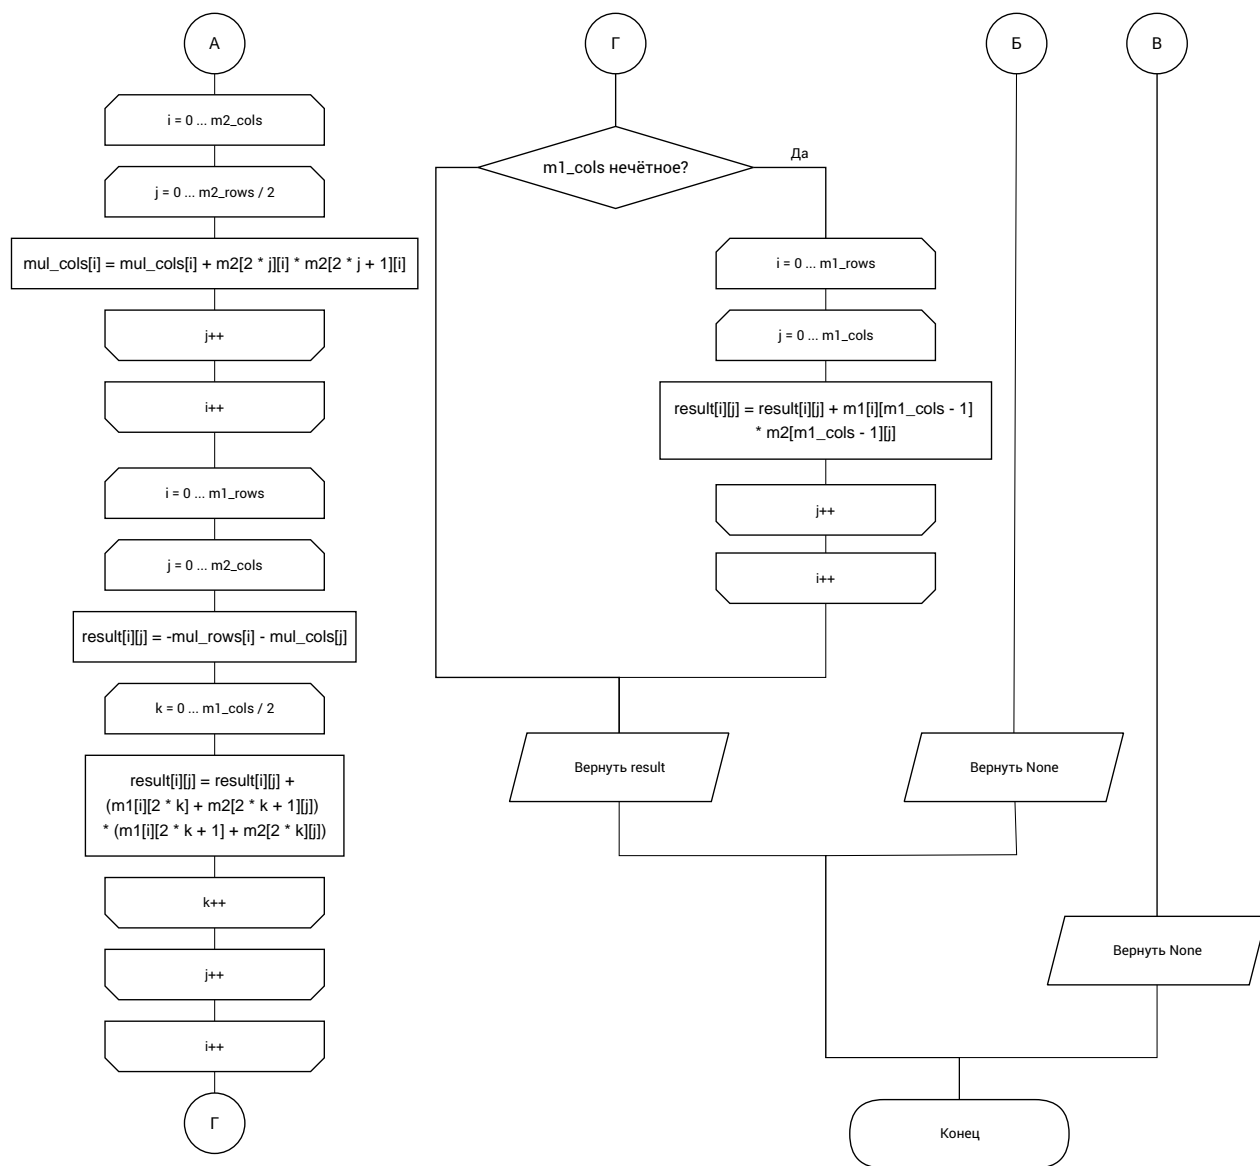 А
i = 0 ... m2_cols
j = 0 ... m2_rows / 2
mul_cols[i] = mul_cols[i] + m2[2 * j][i] * m2[2 * j + 1][i]
j++
i++
i = 0 ... m1_rows
j = 0 ... m2_cols
result[i][j] = -mul_rows[i] - mul_cols[j]
k = 0 ... m1_cols / 2
result[i][j] = result[i][j] +
(m1[i][2 * k] + m2[2 * k + 1][j])
* (m1[i][2 * k + 1] + m2[2 * k][j])
k++
j++
i++
Г
Г
m1_cols нечётное?
Да
i = 0 ... m1_rows
j = 0 ... m1_cols
result[i][j] = result[i][j] + m1[i][m1_cols - 1]
* m2[m1_cols - 1][j]
j++
i++
Вернуть result
Б
Вернуть None
В
Вернуть None
Конец